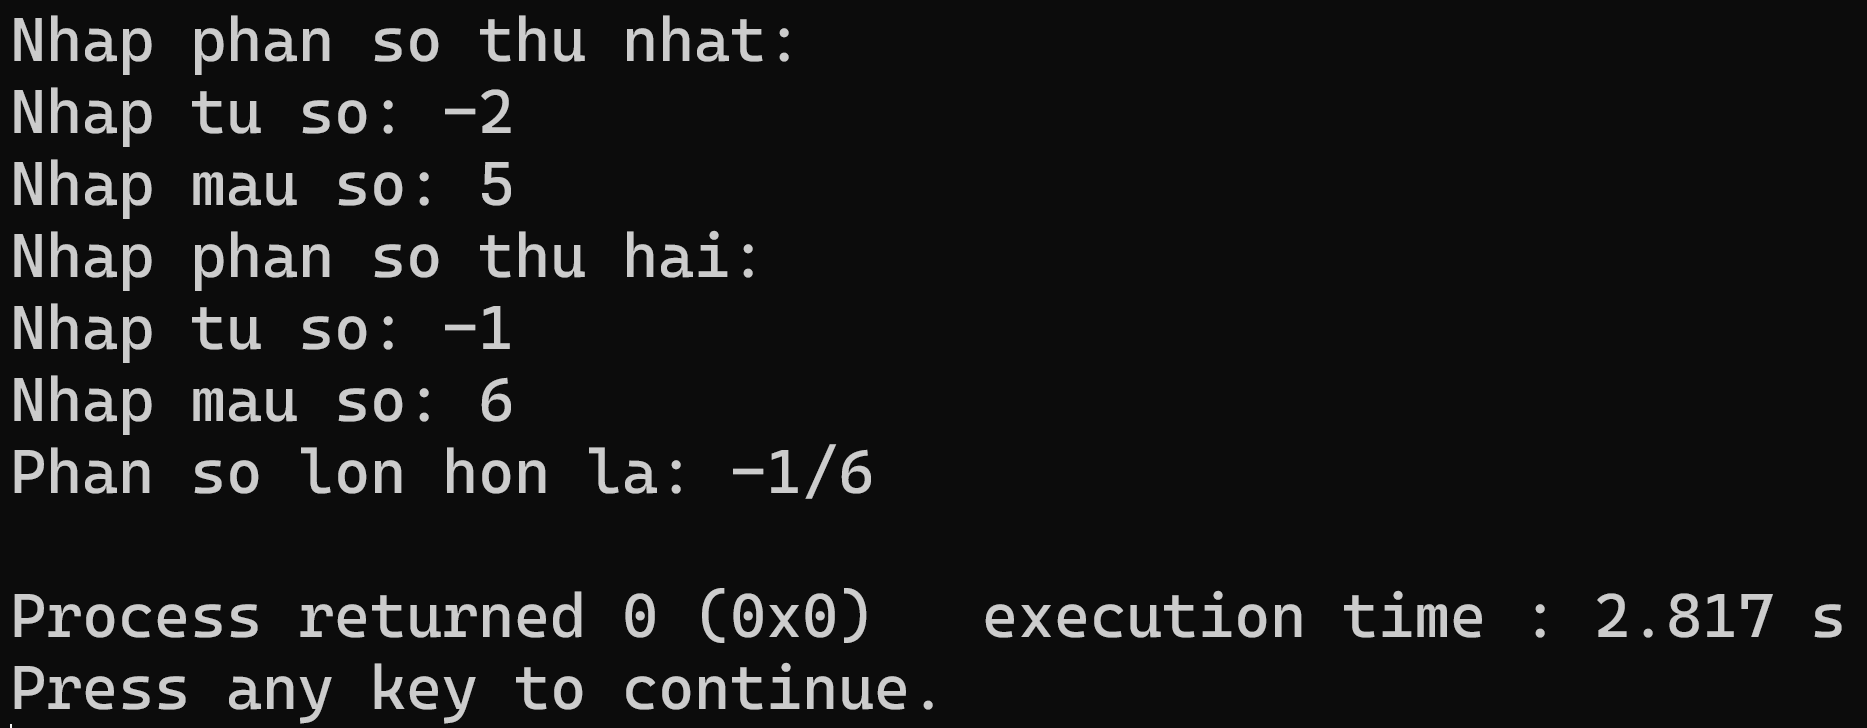 Nhap phan so thu nhat:
Nhap tu so: -2
Nhap mau so: 5
Nhap phan so thu hai:
Nhap tu so: -1
Nhap mau so: 6
Phan so lon hon la: -1/6
Process returned 0 (0x0)   execution time : 2.817 s
Press any key to continue.